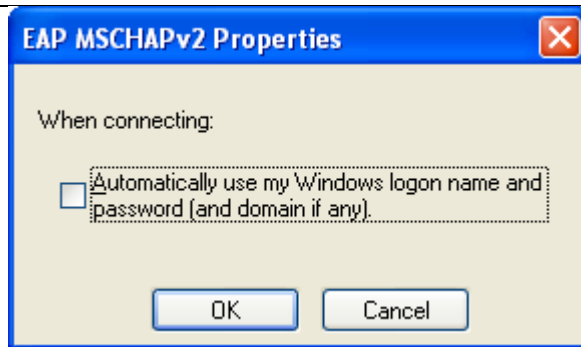 EAP MSCHAPv2 Properties
When connecting:
Automatically use my Windows logon name and
password (and domain if any).
OK
Cancel